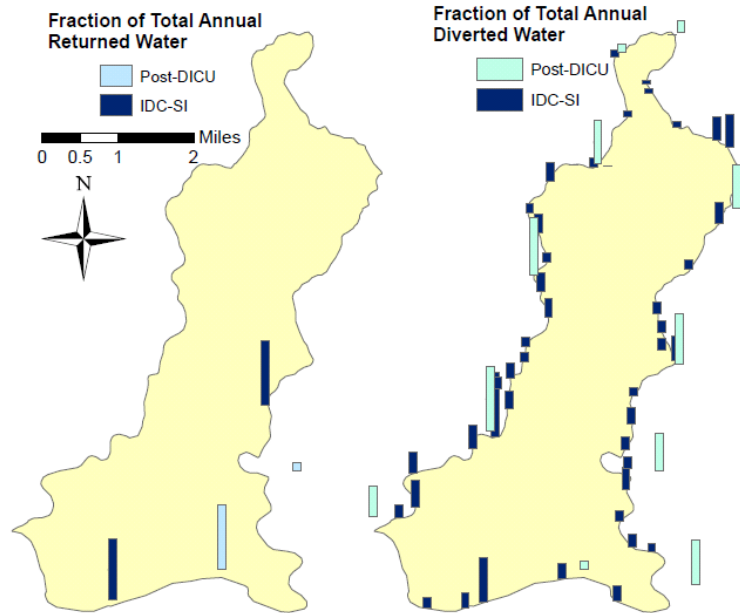 Fraction of Total Annual
Returned Water
Post-DICU
IDC-SI
Miles
0 0.5 1 2
N
Fraction of Total Annual
Diverted Water
Post-DICU
IDC-SI